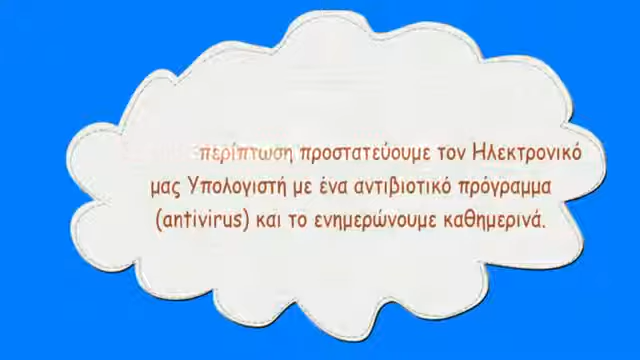 περίπτωση προστατεύουμε τον Ηλεκτρονικό
μας Υπολογιστή με ένα αντιβιοτικό πρόγραμμα
(antivirus) και το ενημερώνουμε καθημερινά.